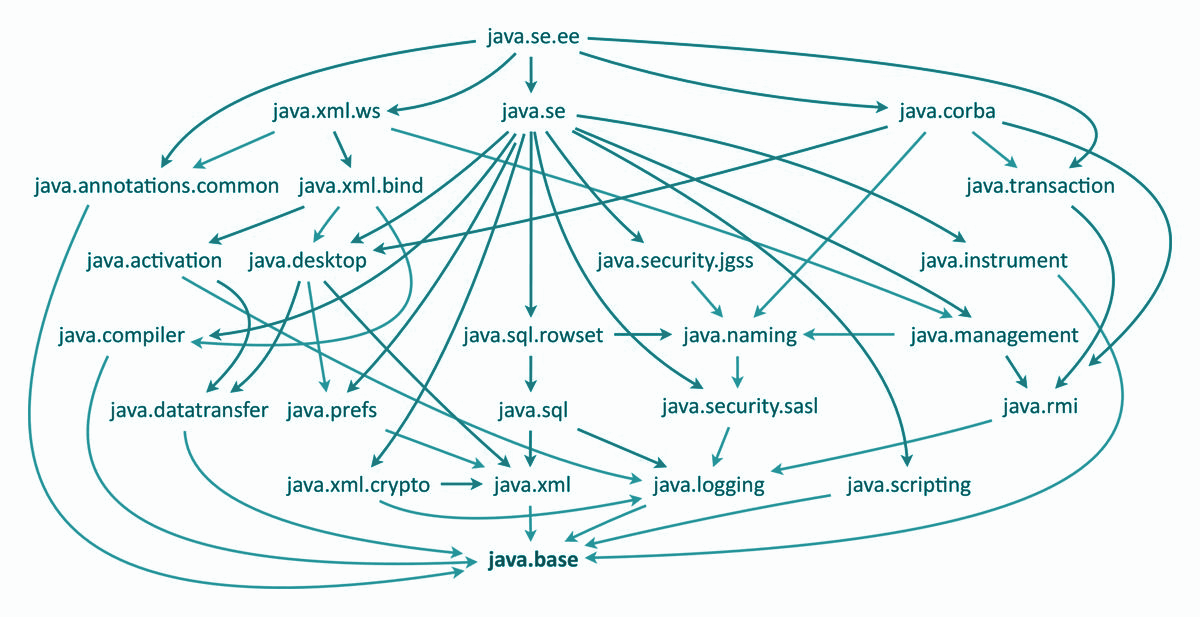 java.se.ee
java.xml.ws
java.se
java.corba
java.annotations.common
java.xml.bind
java.transaction
java.activation
java.desktop
java.security.jgss
java.instrument
java.compiler
java.sql.rowset
java.naming
java.management
java.datatransfer
java.prefs
java.sql
java.security.sasl
java.rmi
java.xml.crypto
java.xml
java.logging
java.scripting
java.base